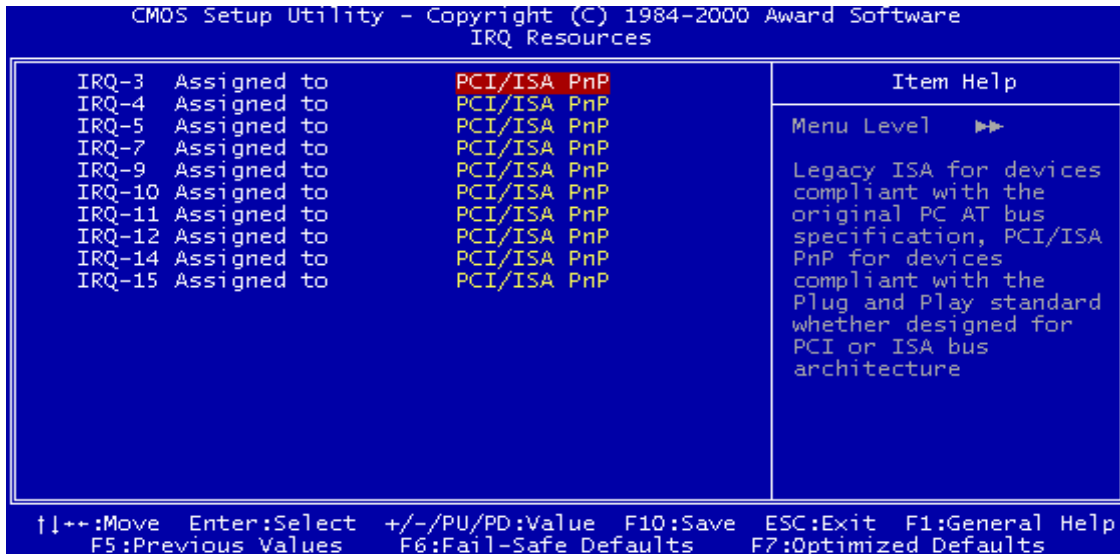 CMOS Setup Utility – Copyright (C) 1984–2000 Award Software
IRQ Resources
IRQ-3 Assigned to PCI/ISA PnP
IRQ-4 Assigned to PCI/ISA PnP
IRQ-5 Assigned to PCI/ISA PnP
IRQ-7 Assigned to PCI/ISA PnP
IRQ-9 Assigned to PCI/ISA PnP
IRQ-10 Assigned to PCI/ISA PnP
IRQ-11 Assigned to PCI/ISA PnP
IRQ-12 Assigned to PCI/ISA PnP
IRQ-14 Assigned to PCI/ISA PnP
IRQ-15 Assigned to PCI/ISA PnP
Item Help
Menu Level ▶▶
Legacy ISA for devices
compliant with the
original PC AT bus
specification, PCI/ISA
PnP for devices
compliant with the
Plug and Play standard
whether designed for
PCI or ISA bus
architecture
↑↓←→:Move Enter:Select +/-/PU/PD:Value F10:Save ESC:Exit F1:General Help
F5:Previous Values F6:Fail-Safe Defaults F7:Optimized Defaults